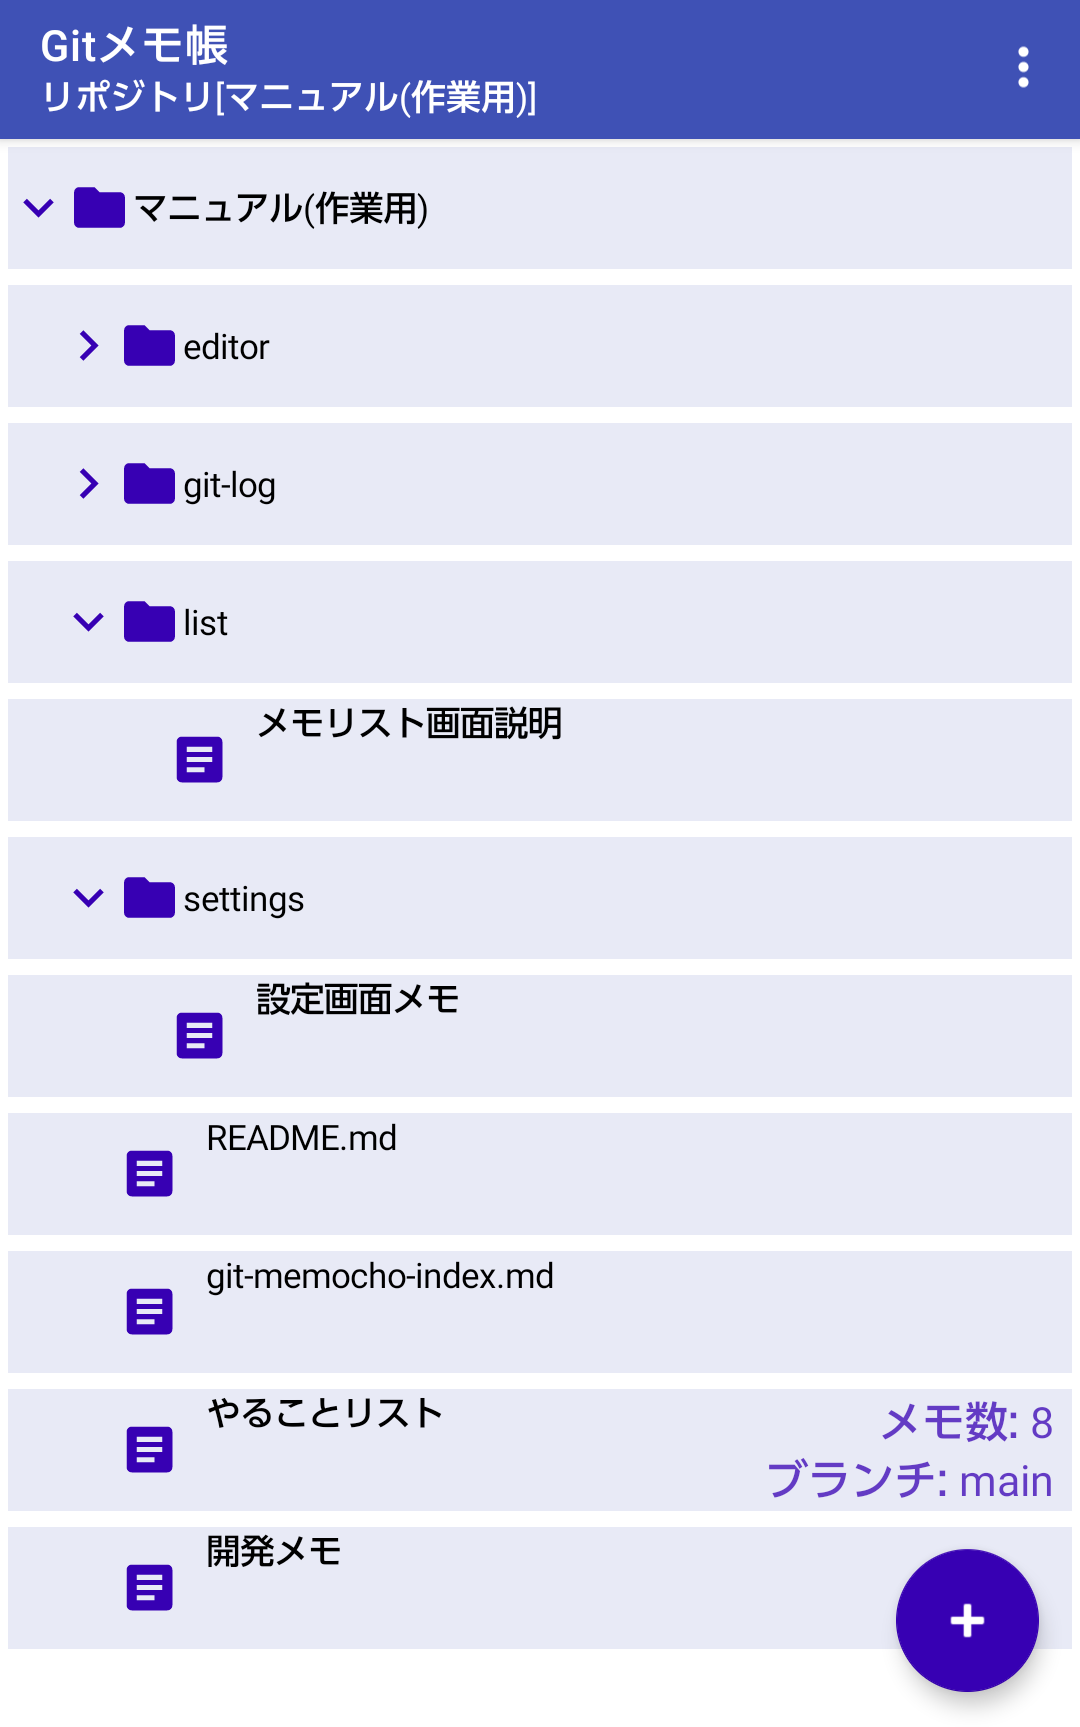 Gitメモ帳
リポジトリ[マニュアル(作業用)]
マニュアル(作業用)
editor
git-log
list
メモリスト画面説明
settings
設定画面メモ
README.md
git-memocho-index.md
やることリスト
メモ数: 8
ブランチ: main
開発メモ